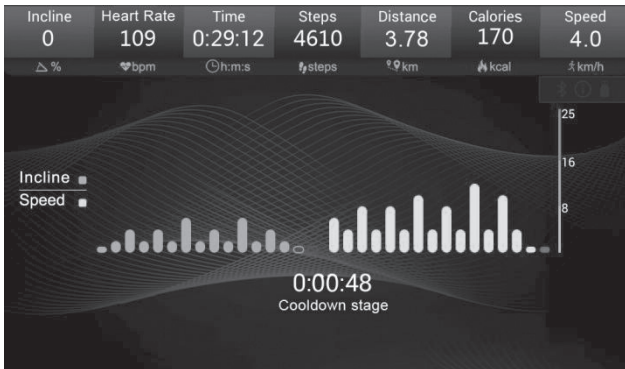 Incline Heart Rate Time Steps Distance Calories Speed
0 109 0:29:12 4610 3.78 170 4.0
% bpm h:m:s steps km kcal km/h
25
16
Incline
Speed
8
0:00:48
Cooldown stage